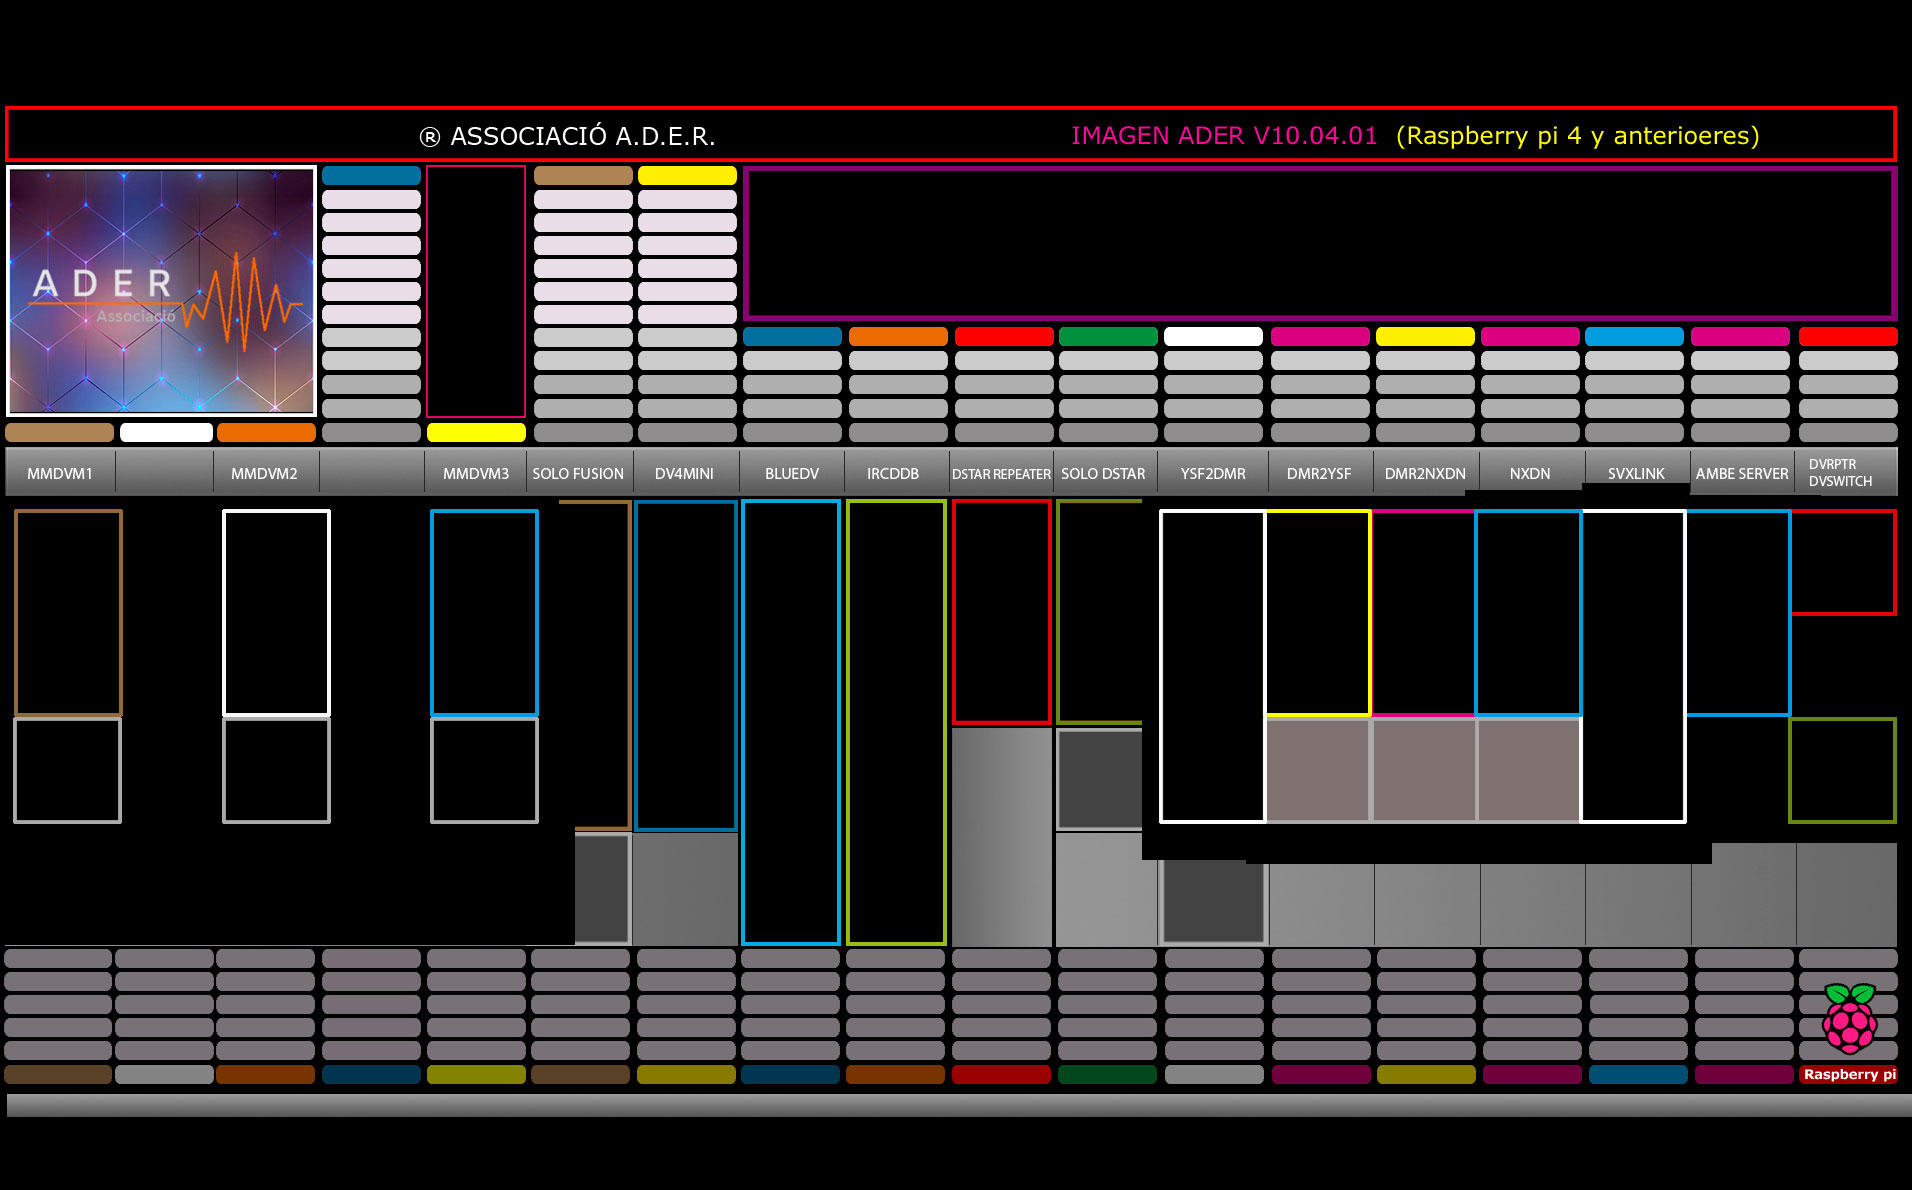 ® ASSOCIACIÓ A.D.E.R.
IMAGEN ADER V10.04.01 (Raspberry pi 4 y anterioeres)
ADER
Associació
MMDVM1
MMDVM2
MMDVM3
SOLO FUSION
DV4MINI
BLUEDV
IRCDDB
DSTAR REPEATER
SOLO DSTAR
YSF2DMR
DMR2YSF
DMR2NXDN
NXDN
SVXLINK
AMBE SERVER
DVRPTR
DVSWITCH
Raspberry pi